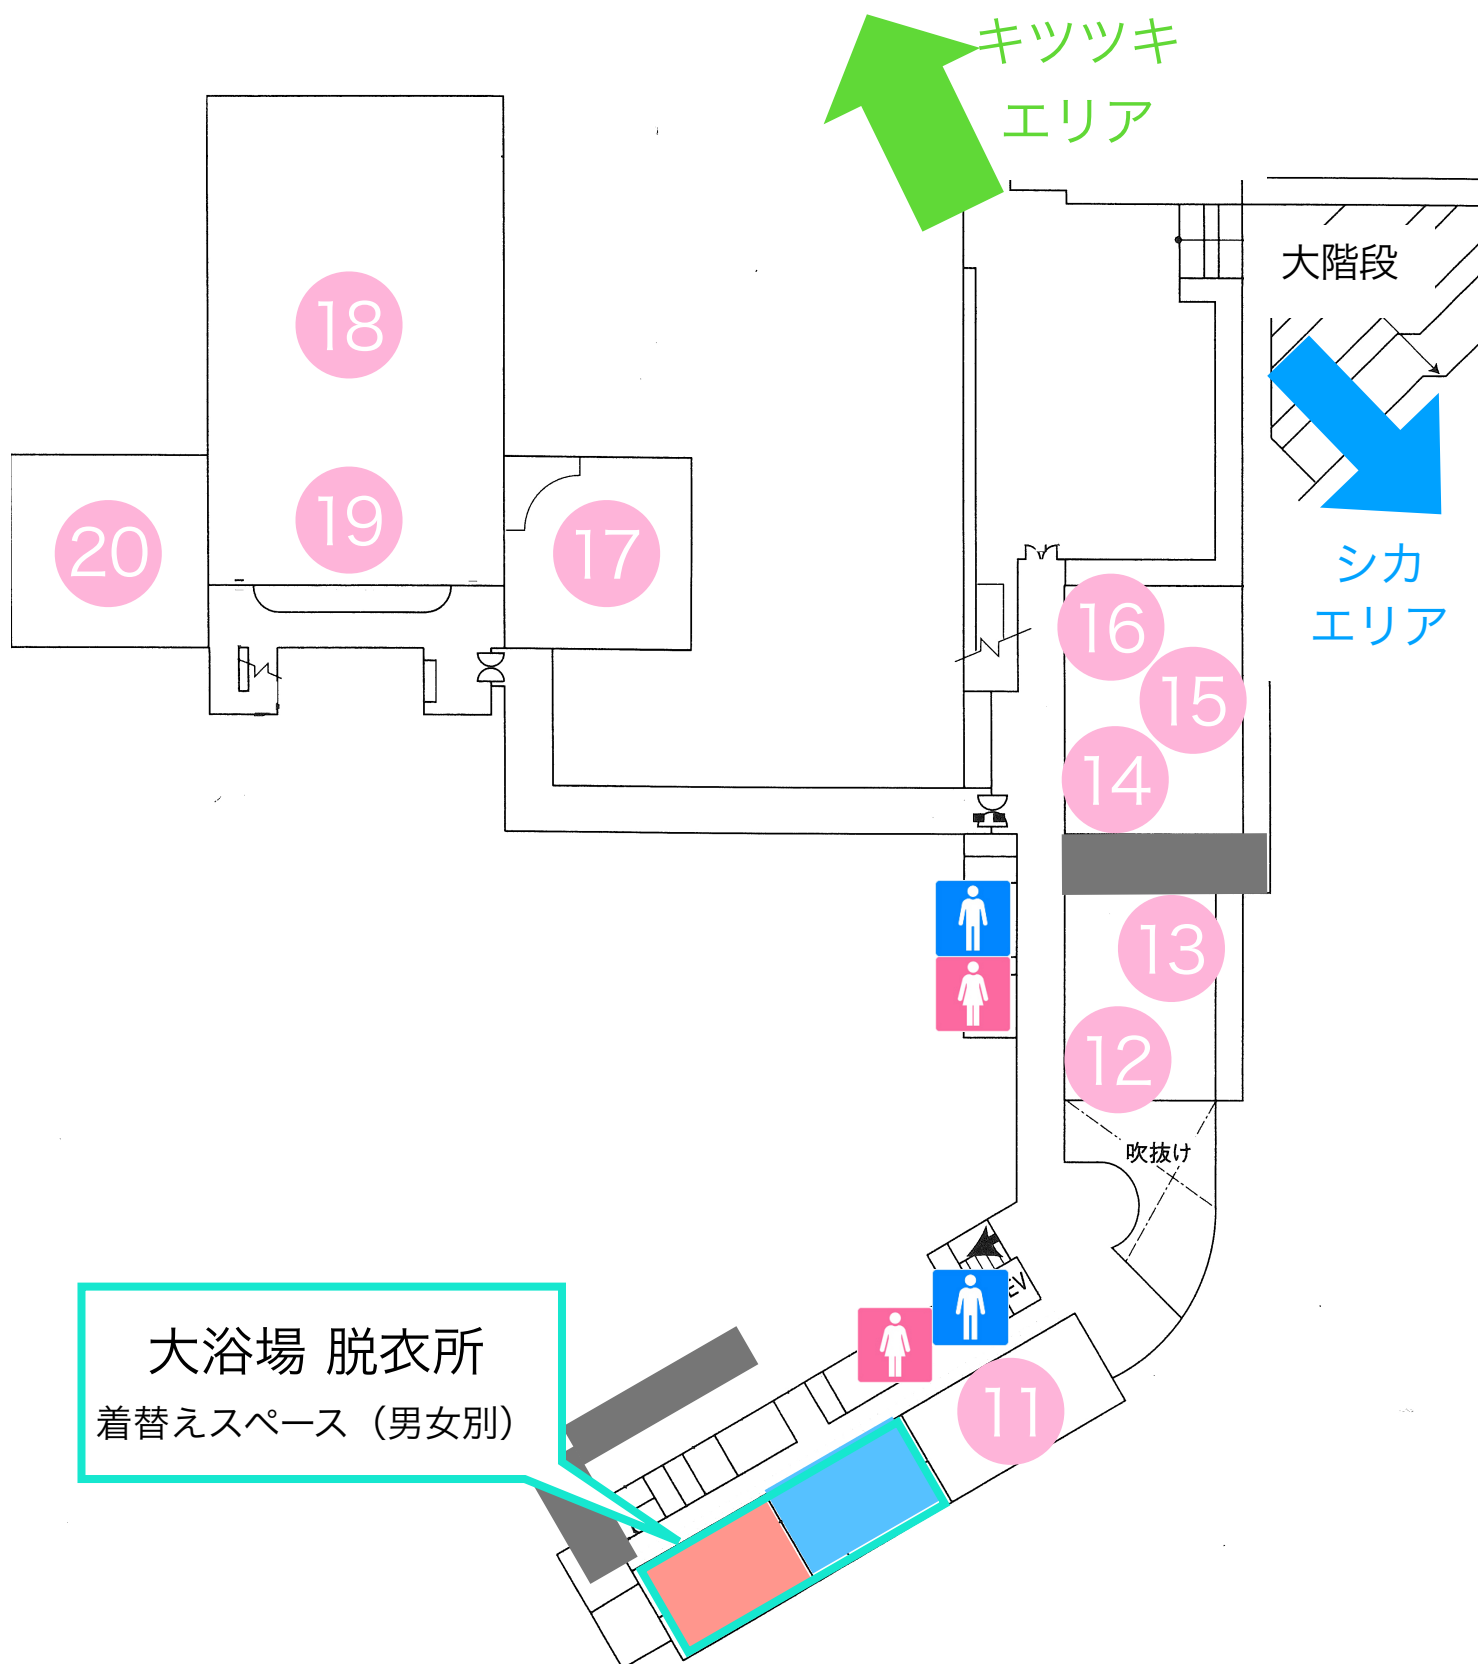 キツツキ
エリア
大階段
シカ
エリア
18
19
20
17
16
15
14
13
12
吹抜け
EV
11
大浴場 脱衣所
着替えスペース（男女別）